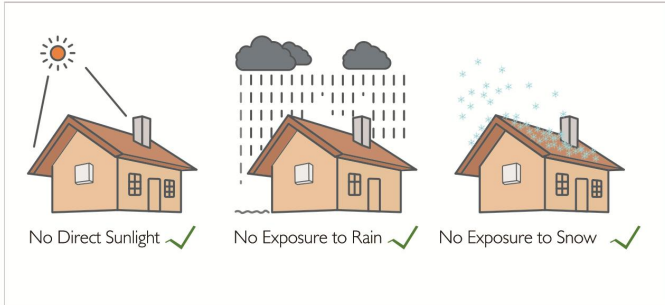 No Direct Sunlight
No Exposure to Rain
No Exposure to Snow